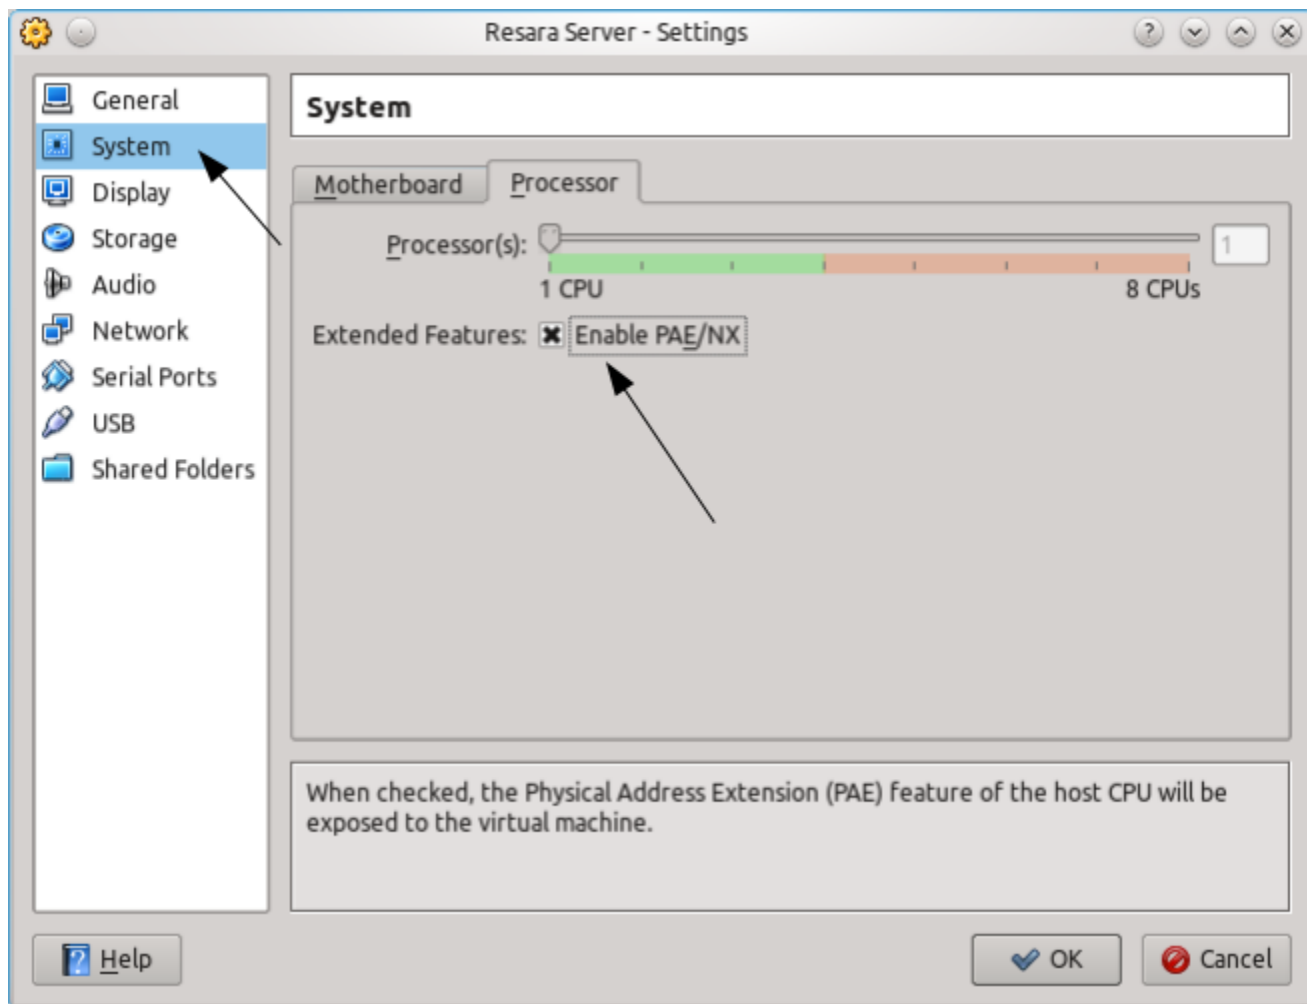 Resara Server - Settings
General
System
Display
Storage
Audio
Network
Serial Ports
USB
Shared Folders
System
Motherboard Processor
Processor(s): 1
1 CPU 8 CPUs
Extended Features: Enable PAE/NX
When checked, the Physical Address Extension (PAE) feature of the host CPU will be
exposed to the virtual machine.
Help OK Cancel